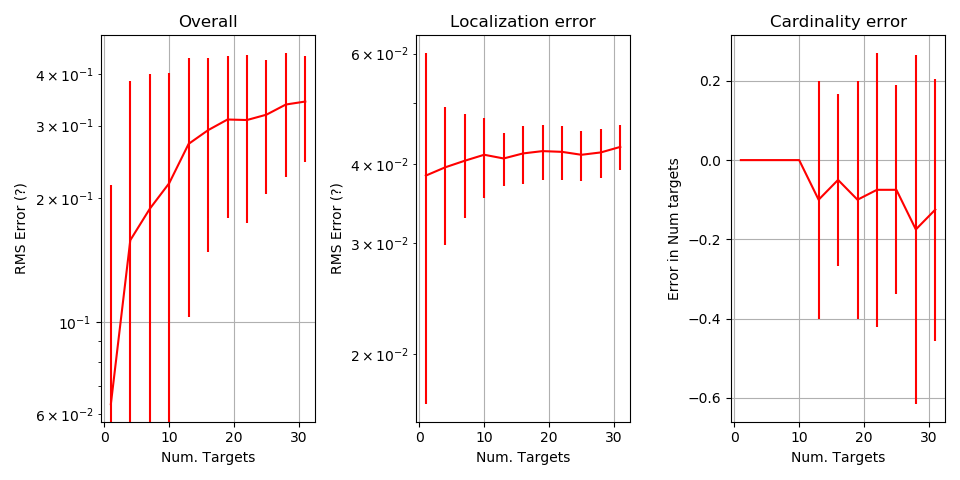 Overall
Localization error
Cardinality error
RMS Error (?)
4 × 10⁻¹
3 × 10⁻¹
2 × 10⁻¹
10⁻¹
6 × 10⁻²
0 10 20 30
Num. Targets
RMS Error (?)
6 × 10⁻²
4 × 10⁻²
3 × 10⁻²
2 × 10⁻²
0 10 20 30
Num. Targets
Error in Num targets
0.2
0.0
−0.2
−0.4
−0.6
0 10 20 30
Num. Targets